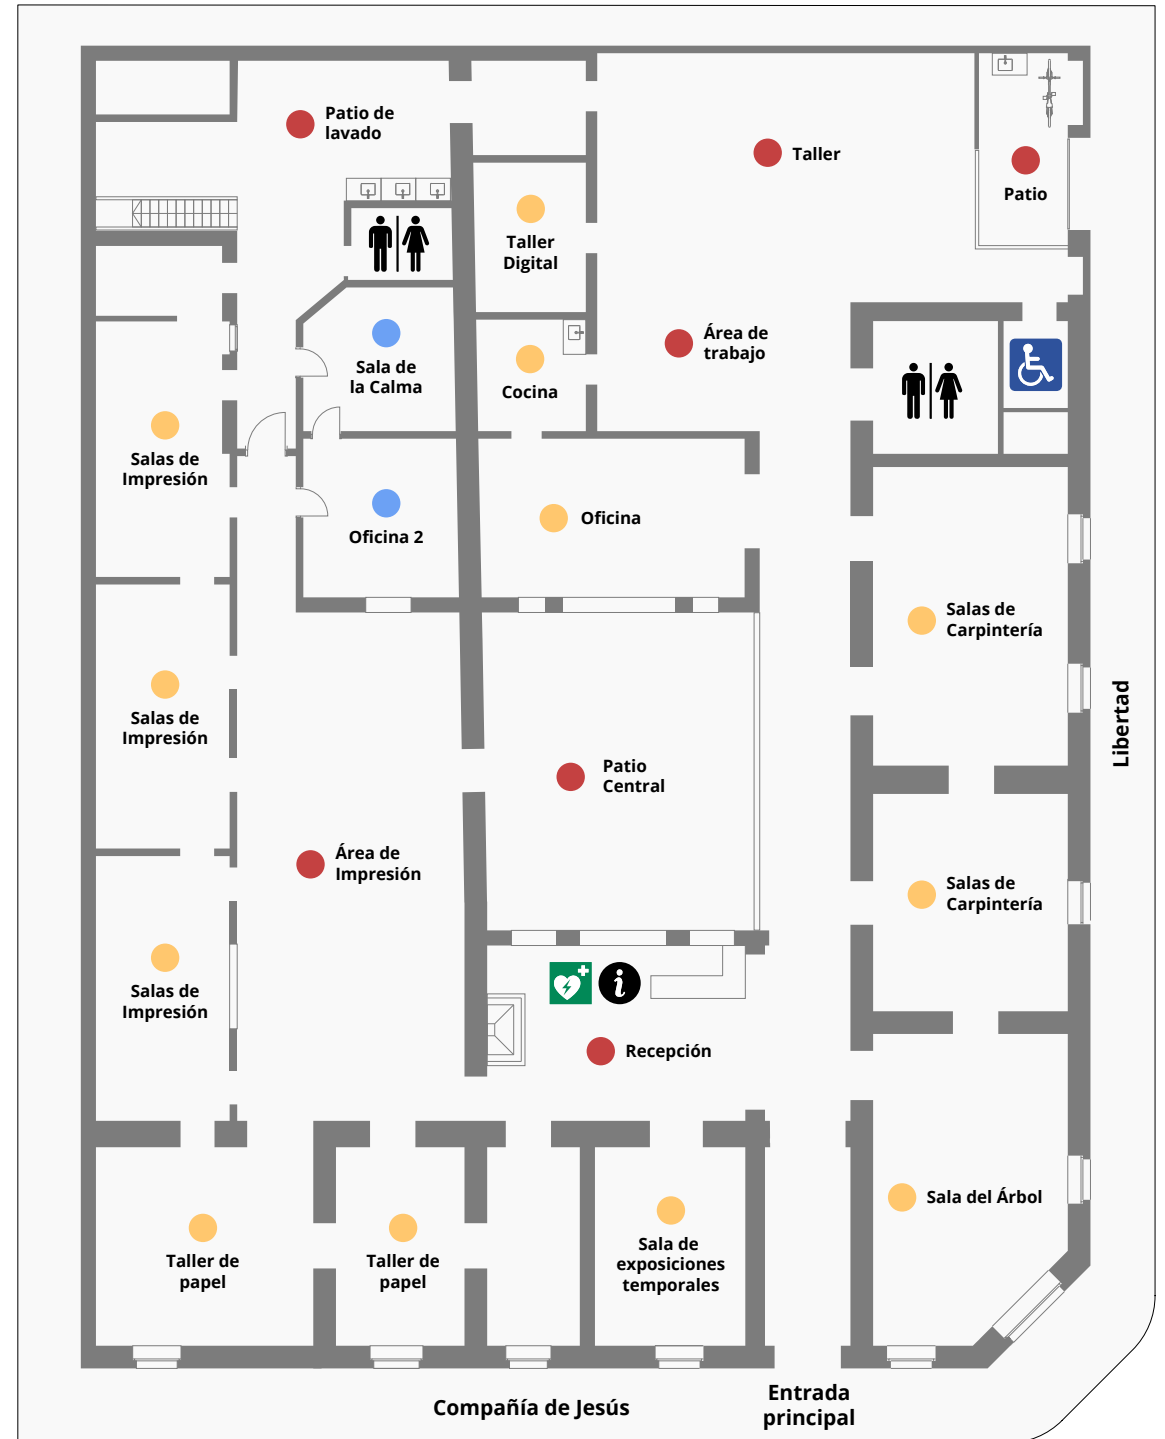 Patio de
lavado
Taller
Patio
Taller
Digital
Área de
trabajo
Sala de
la Calma
Cocina
Salas de
Impresión
Oficina 2
Oficina
Salas de
Carpintería
Salas de
Impresión
Libertad
Patio
Central
Área de
Impresión
Salas de
Carpintería
Salas de
Impresión
i
Recepción
Sala del Árbol
Taller de
papel
Taller de
papel
Sala de
exposiciones
temporales
Compañía de Jesús
Entrada
principal